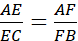 AE/EC = AF/FB